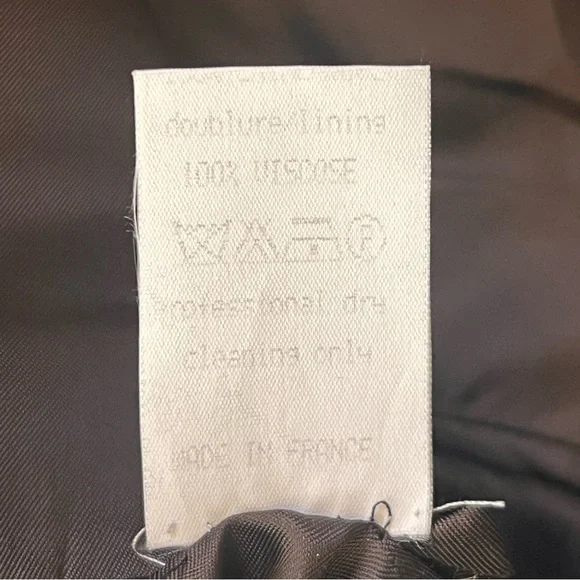 doublure/lining
100% VISCOSE
Ⓟ
Professional dry
cleaning only
MADE IN FRANCE